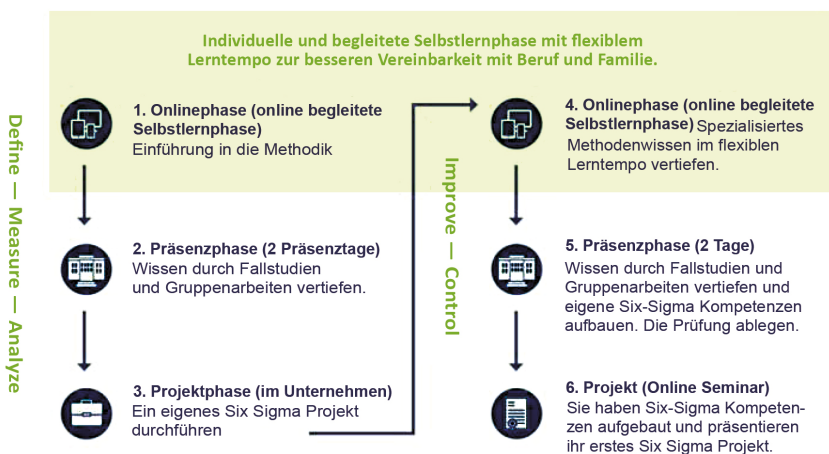 Individuelle und begleitete Selbstlernphase mit flexiblem
Lerntempo zur besseren Vereinbarkeit mit Beruf und Familie.
Define — Measure — Analyze
1. Onlinephase (online begleitete
Selbstlernphase)
Einführung in die Methodik
2. Präsenzphase (2 Präsenztage)
Wissen durch Fallstudien
und Gruppenarbeiten vertiefen.
3. Projektphase (im Unternehmen)
Ein eigenes Six Sigma Projekt
durchführen
Improve — Control
4. Onlinephase (online begleitete
Selbstlernphase) Spezialisiertes
Methodenwissen im flexiblen
Lerntempo vertiefen.
5. Präsenzphase (2 Tage)
Wissen durch Fallstudien und
Gruppenarbeiten vertiefen und
eigene Six-Sigma Kompetenzen
aufbauen. Die Prüfung ablegen.
6. Projekt (Online Seminar)
Sie haben Six-Sigma Kompeten-
zen aufgebaut und präsentieren
ihr erstes Six Sigma Projekt.